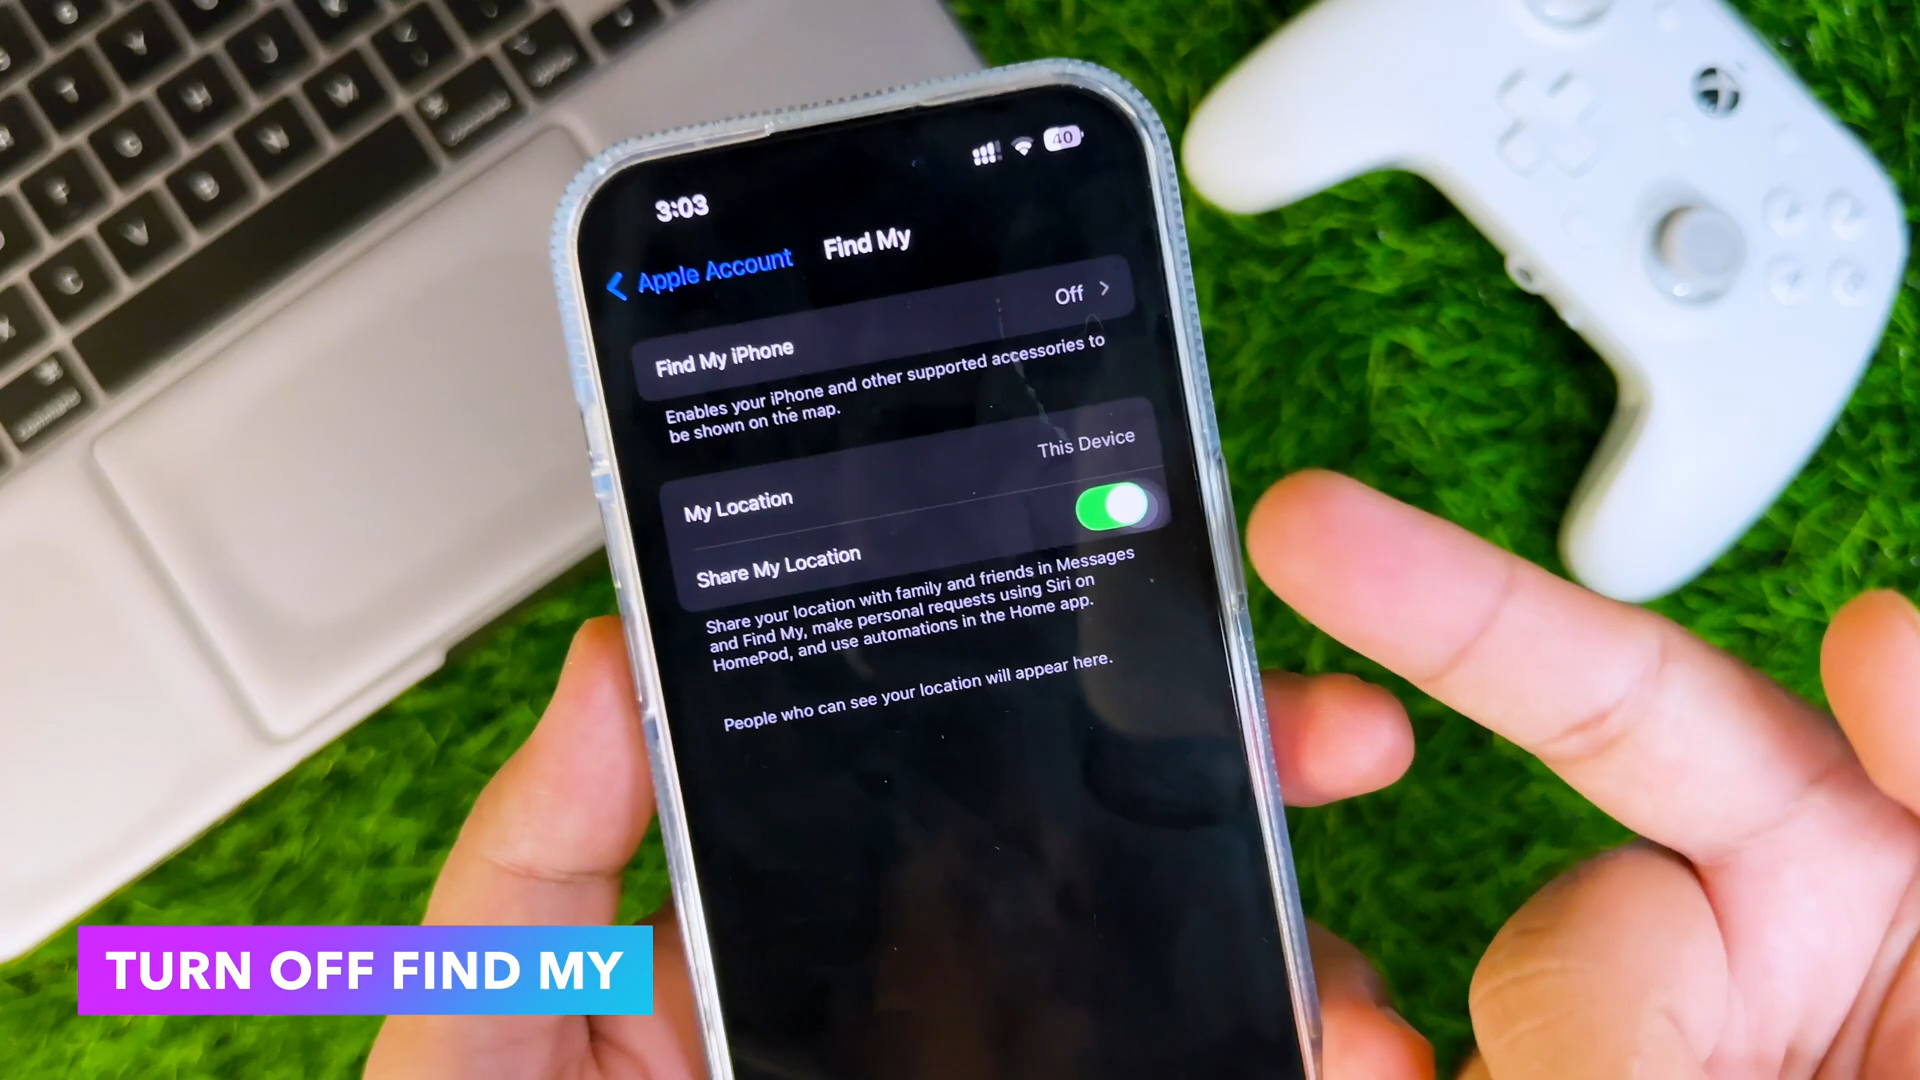 3:03
40
Apple Account
Find My
Find My iPhone
Off
Enables your iPhone and other supported accessories to
be shown on the map.
My Location
This Device
Share My Location
Share your location with family and friends in Messages
and Find My, make personal requests using Siri on
HomePod, and use automations in the Home app.
People who can see your location will appear here.
TURN OFF FIND MY